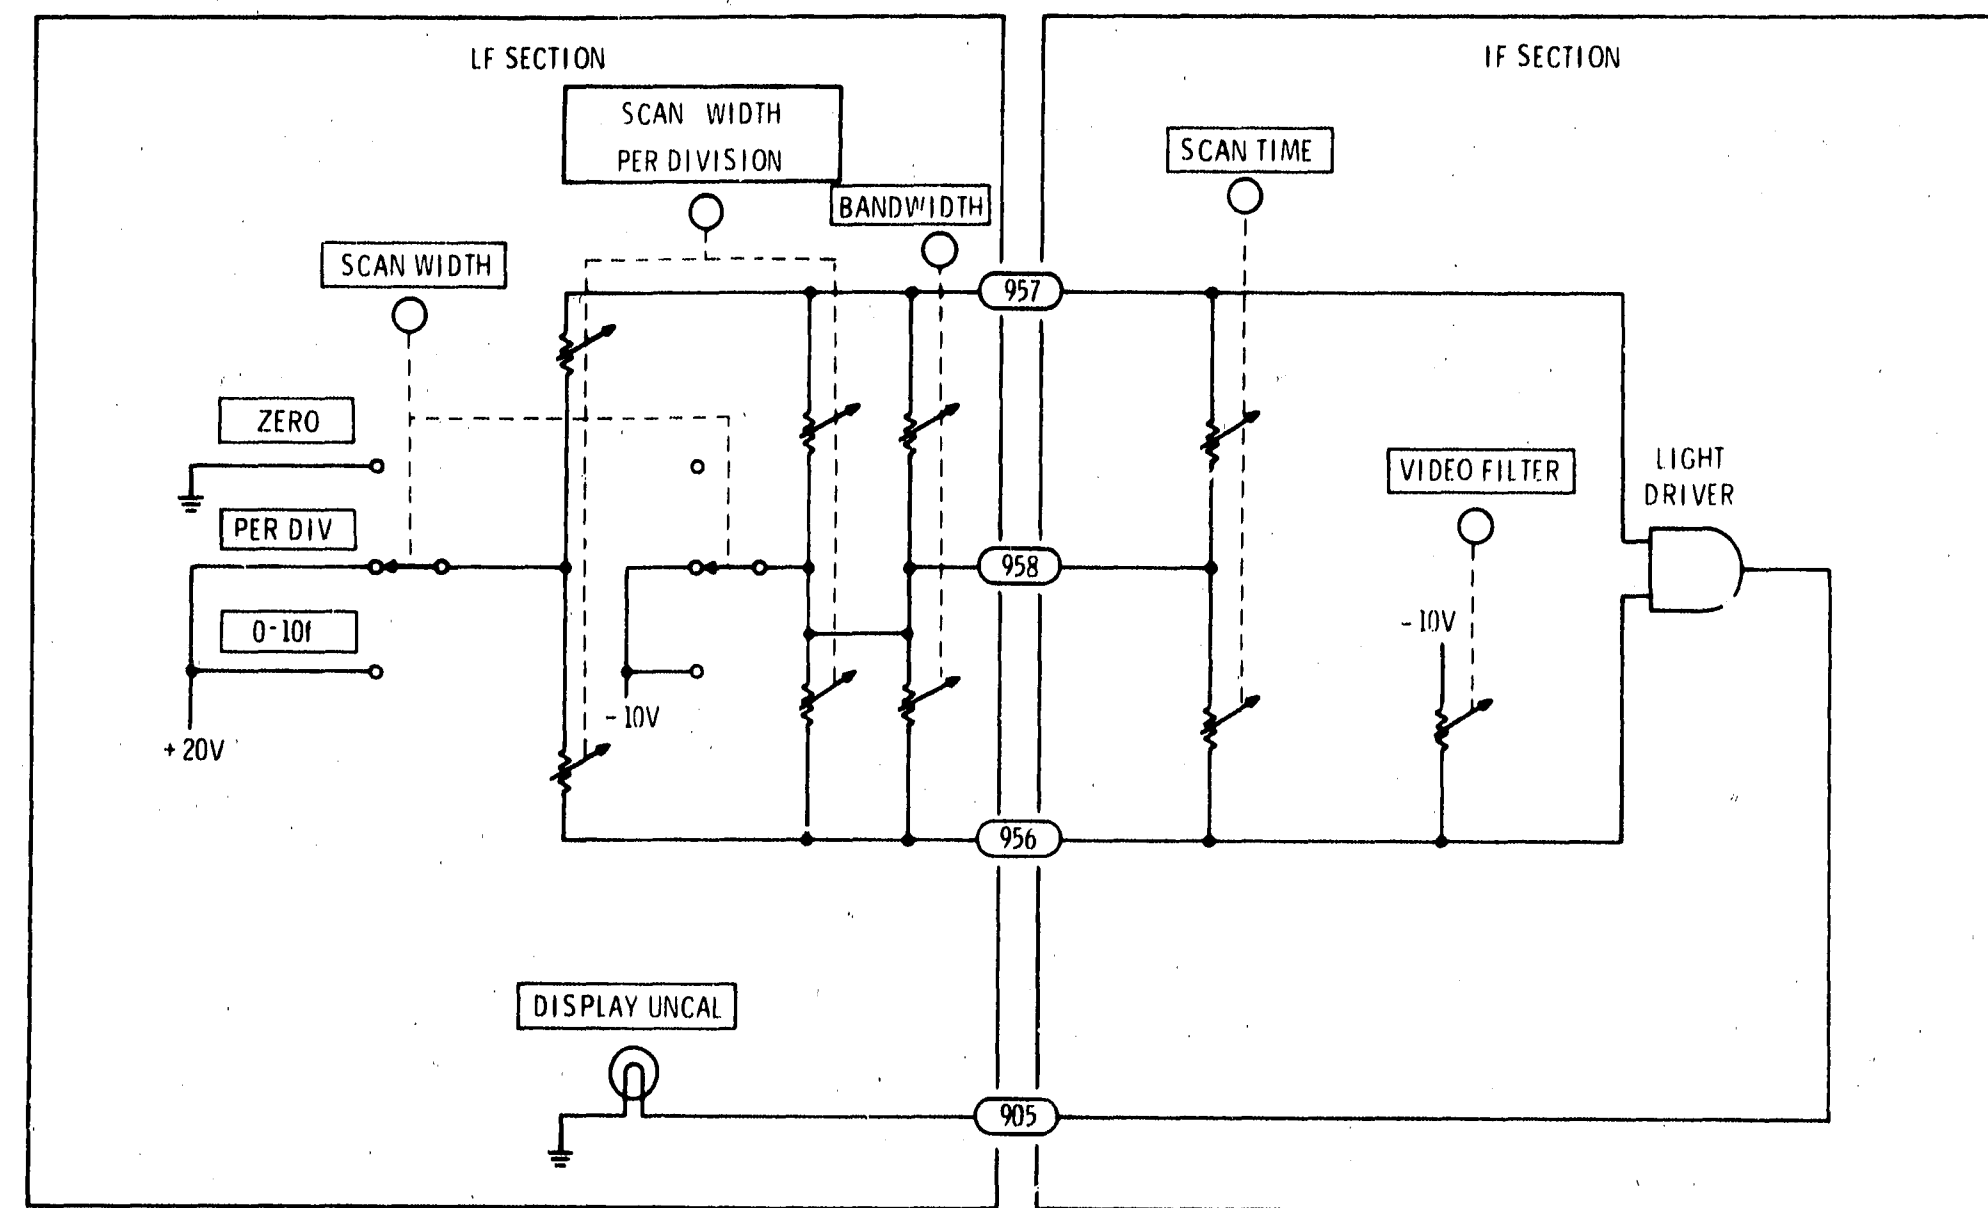 LF SECTION
IF SECTION
SCAN WIDTH
PER DIVISION
SCAN TIME
BANDWIDTH
SCAN WIDTH
957
ZERO
VIDEO FILTER
LIGHT
DRIVER
PER DIV
958
0-10f
-10V
-10V
+20V
956
DISPLAY UNCAL
905